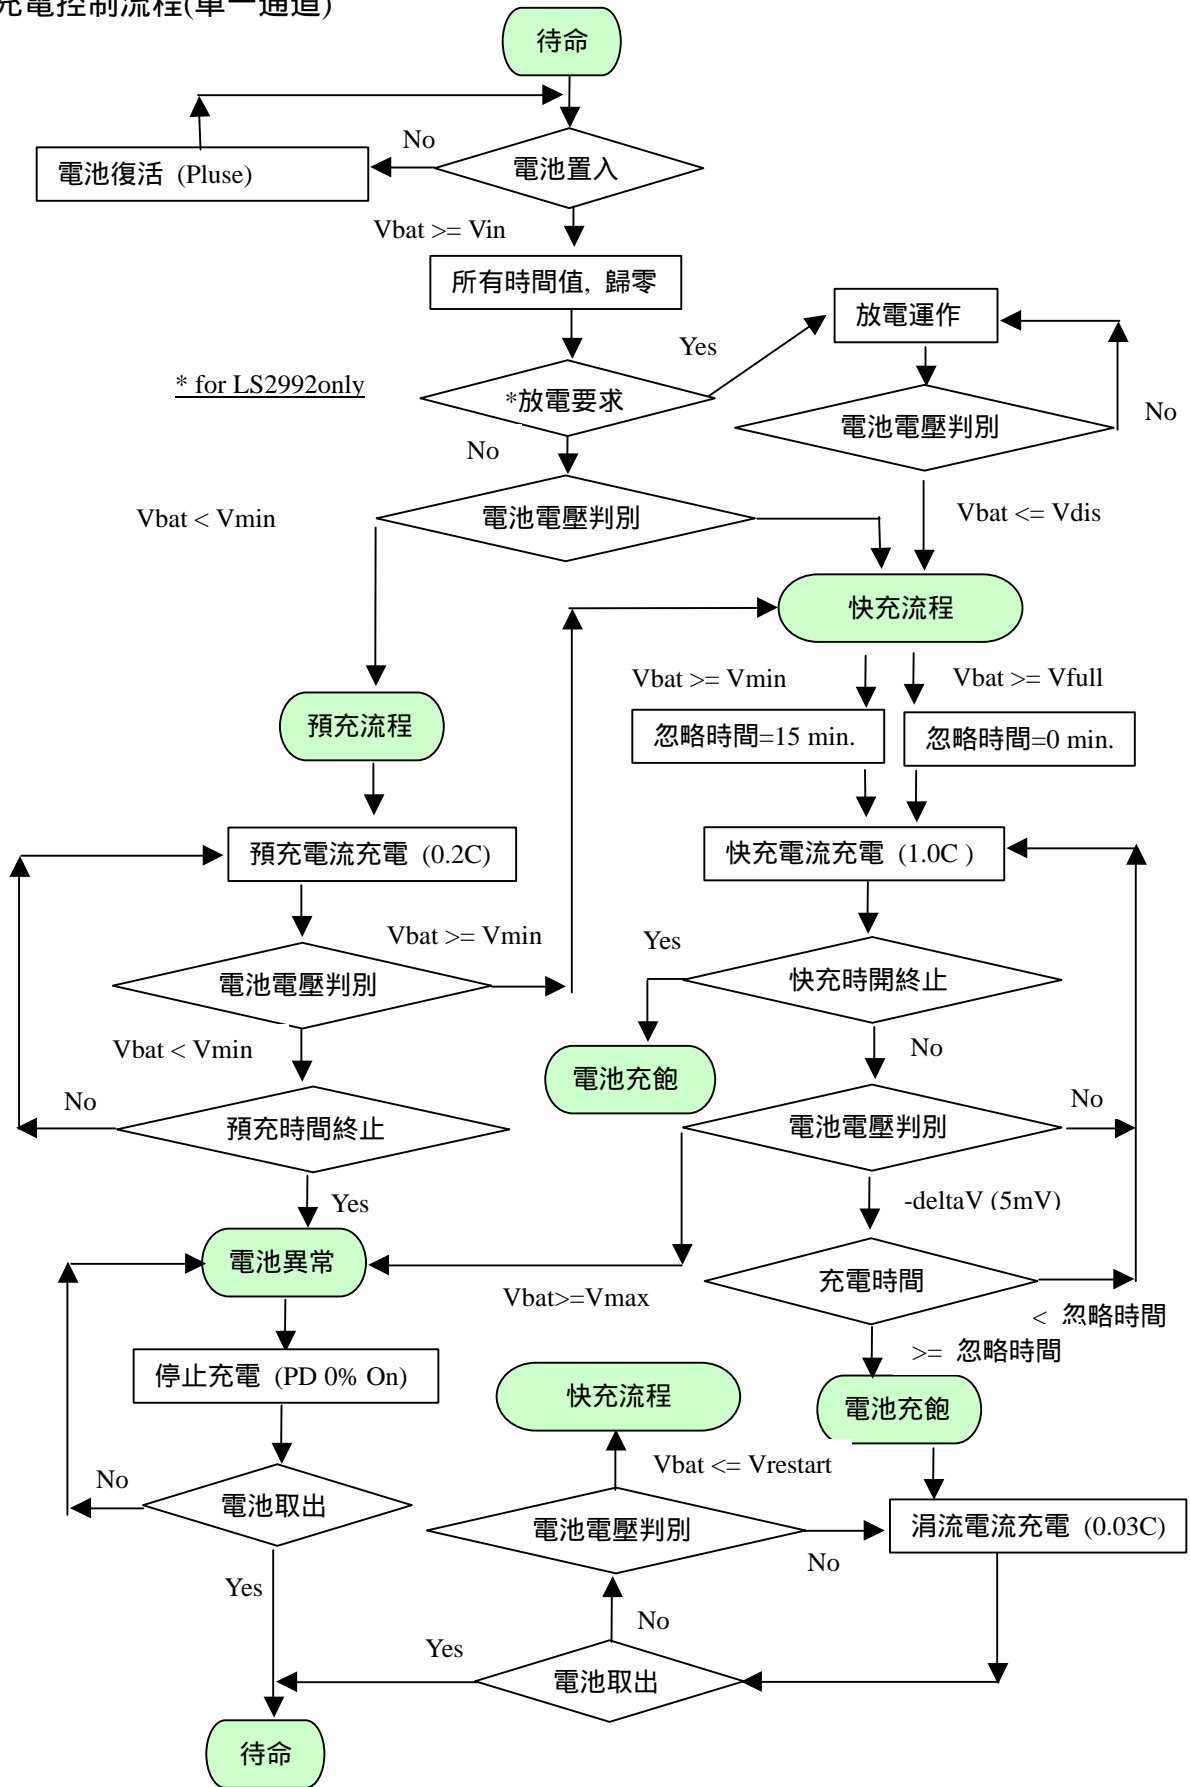 充電控制流程(單一通道)
待命
No
電池置入
電池復活 (Pluse)
Vbat >= Vin
所有時間值, 歸零
放電運作
Yes
* for LS2992only
*放電要求
電池電壓判別
No
No
Vbat < Vmin
電池電壓判別
Vbat <= Vdis
快充流程
Vbat >= Vmin
Vbat >= Vfull
預充流程
忽略時間=15 min.
忽略時間=0 min.
預充電流充電 (0.2C)
快充電流充電 (1.0C )
Vbat >= Vmin
Yes
電池電壓判別
快充時開終止
Vbat < Vmin
No
電池充飽
No
預充時間終止
電池電壓判別
No
Yes
-deltaV (5mV)
電池異常
充電時間
Vbat>=Vmax
< 忽略時間
>= 忽略時間
停止充電 (PD 0% On)
快充流程
電池充飽
Vbat <= Vrestart
No
電池取出
電池電壓判別
涓流電流充電 (0.03C)
No
Yes
No
Yes
電池取出
待命